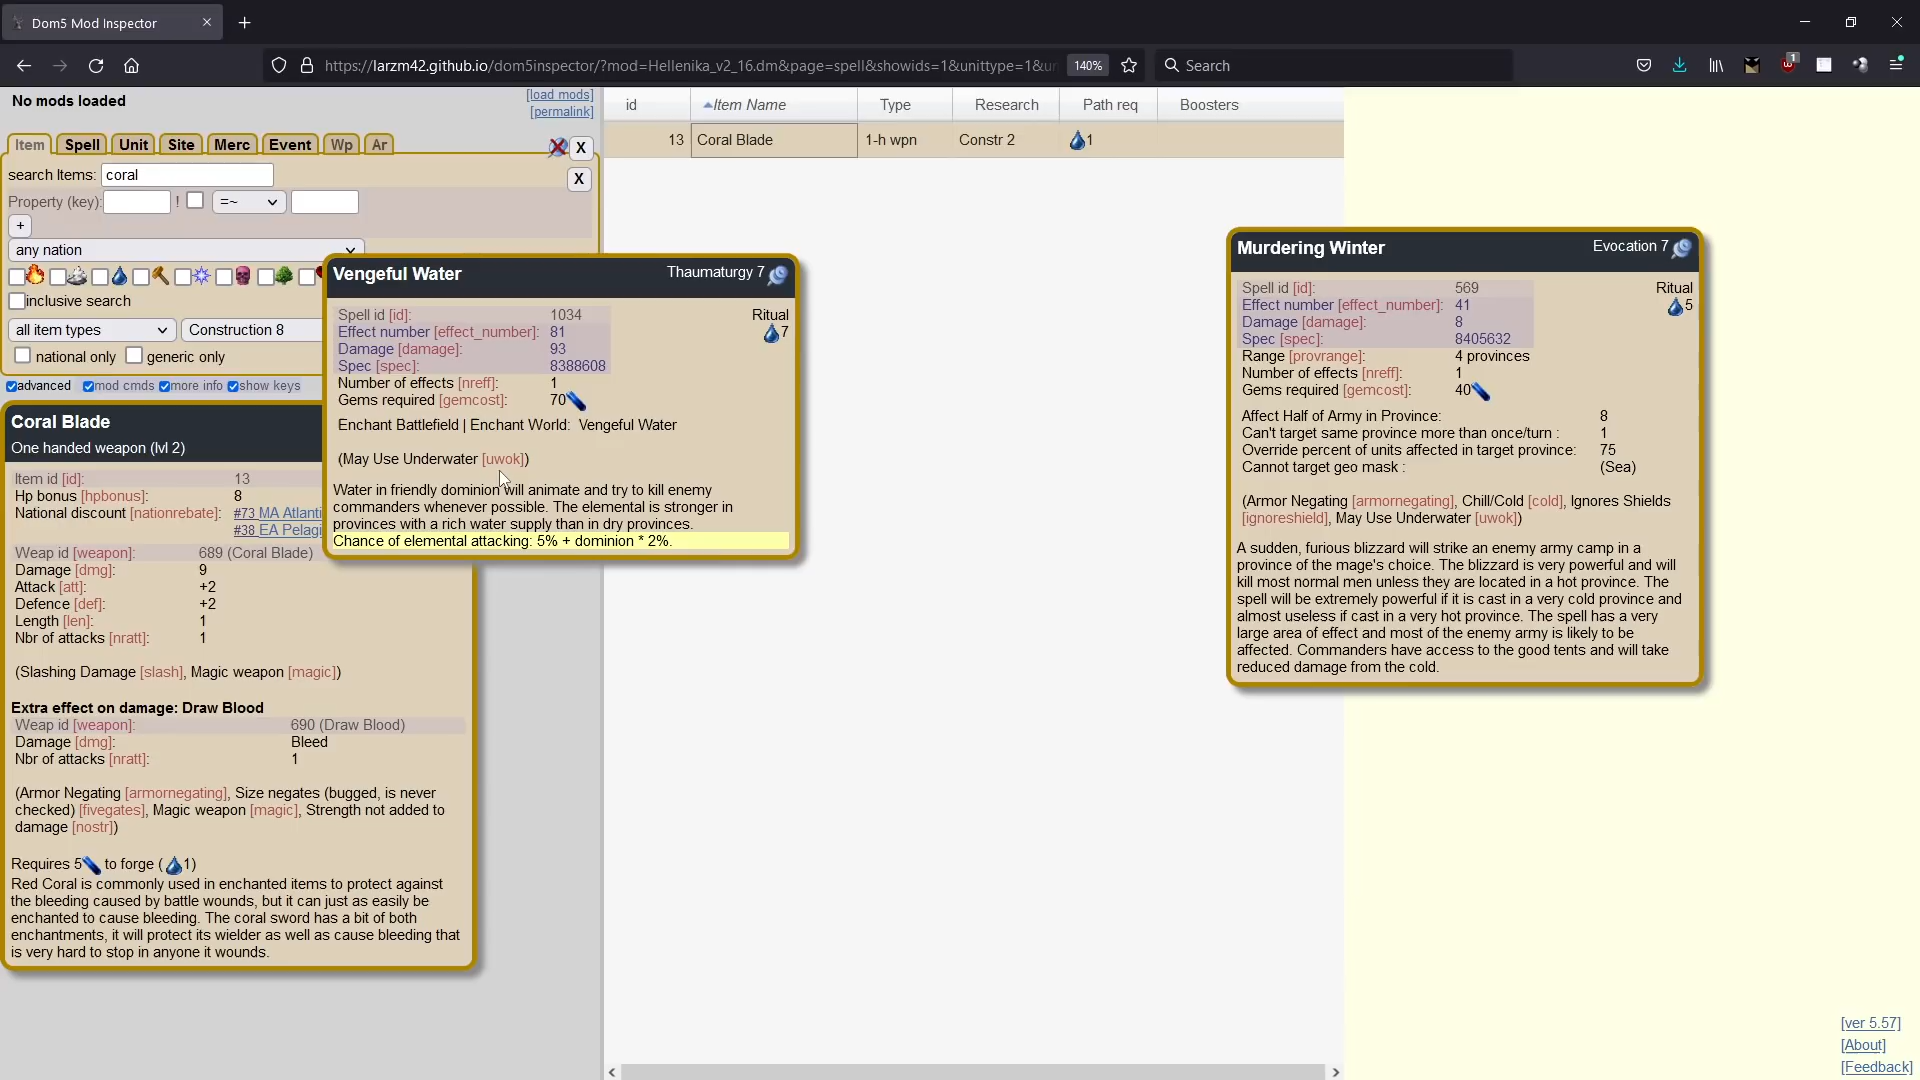 Dom5 Mod Inspector
https://larzm42.github.io/dom5inspector/?mod=Hellenika_v2_16.dm&page=spell&showids=1&unittype=1&ur
140%
Search
1
No mods loaded
[load mods]
[permalink]
Item
Spell
Unit
Site
Merc
Event
Wp
Ar
X
search Items: coral
X
Property (key): ! =~
+
any nation
inclusive search
all item types
Construction 8
national only
generic only
advanced
mod cmds
more info
show keys
id
Item Name
Type
Research
Path req
Boosters
13
Coral Blade
1-h wpn
Constr 2
1
Coral Blade
One handed weapon (lvl 2)
Item id [id]: 13
Hp bonus [hpbonus]: 8
National discount [nationrebate]: #73 MA Atlanti
#38 EA Pelagi
Weap id [weapon]: 689 (Coral Blade)
Damage [dmg]: 9
Attack [att]: +2
Defence [def]: +2
Length [len]: 1
Nbr of attacks [nratt]: 1
(Slashing Damage [slash], Magic weapon [magic])
Extra effect on damage: Draw Blood
Weap id [weapon]: 690 (Draw Blood)
Damage [dmg]: Bleed
Nbr of attacks [nratt]: 1
(Armor Negating [armornegating], Size negates (bugged, is never
checked) [fivegates], Magic weapon [magic], Strength not added to
damage [nostr])
Requires 5 to forge (1)
Red Coral is commonly used in enchanted items to protect against
the bleeding caused by battle wounds, but it can just as easily be
enchanted to cause bleeding. The coral sword has a bit of both
enchantments, it will protect its wielder as well as cause bleeding that
is very hard to stop in anyone it wounds.
Vengeful Water
Thaumaturgy 7
Spell id [id]: 1034
Ritual
Effect number [effect_number]: 81
7
Damage [damage]: 93
Spec [spec]: 8388608
Number of effects [nreff]: 1
Gems required [gemcost]: 70
Enchant Battlefield | Enchant World: Vengeful Water
(May Use Underwater [uwok])
Water in friendly dominion will animate and try to kill enemy
commanders whenever possible. The elemental is stronger in
provinces with a rich water supply than in dry provinces.
Chance of elemental attacking: 5% + dominion * 2%.
Murdering Winter
Evocation 7
Spell id [id]: 569
Ritual
Effect number [effect_number]: 41
5
Damage [damage]: 8
Spec [spec]: 8405632
Range [provrange]: 4 provinces
Number of effects [nreff]: 1
Gems required [gemcost]: 40
Affect Half of Army in Province: 8
Can't target same province more than once/turn : 1
Override percent of units affected in target province: 75
Cannot target geo mask : (Sea)
(Armor Negating [armornegating], Chill/Cold [cold], Ignores Shields
[ignoreshield], May Use Underwater [uwok])
A sudden, furious blizzard will strike an enemy army camp in a
province of the mage's choice. The blizzard is very powerful and will
kill most normal men unless they are located in a hot province. The
spell will be extremely powerful if it is cast in a very cold province and
almost useless if cast in a very hot province. The spell has a very
large area of effect and most of the enemy army is likely to be
affected. Commanders have access to the good tents and will take
reduced damage from the cold.
[ver 5.57]
[About]
[Feedback]